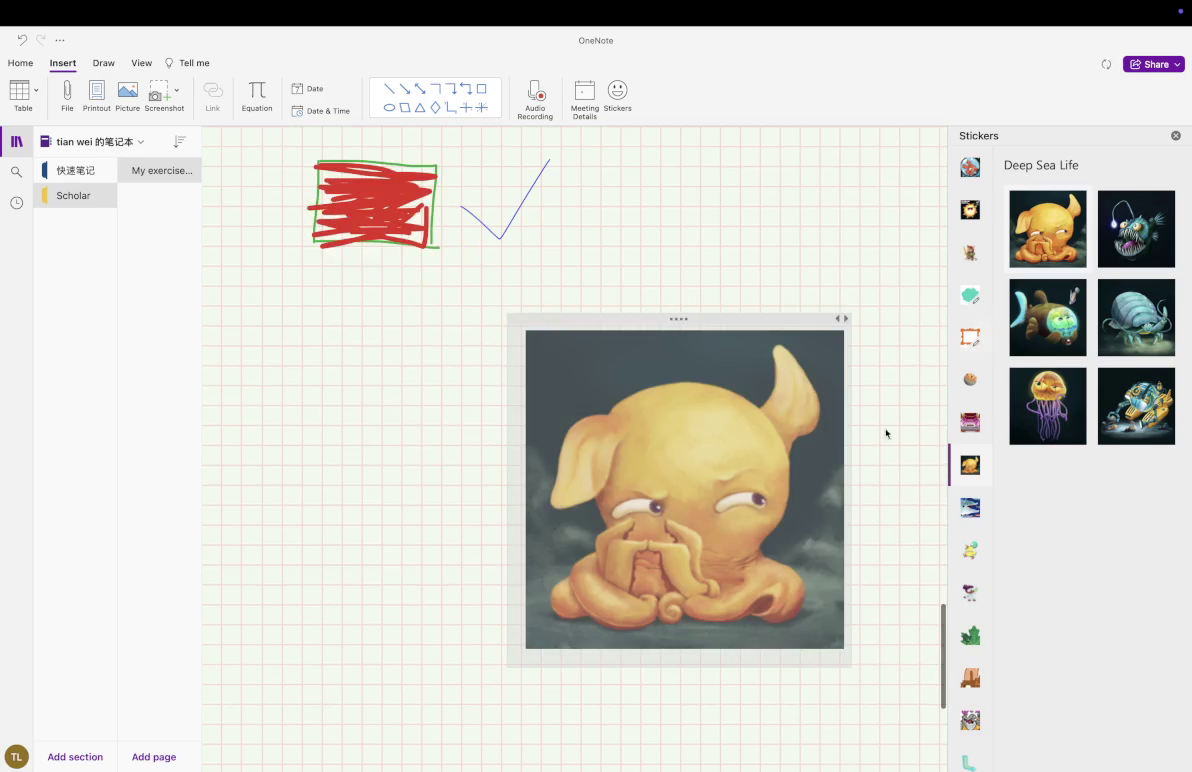 OneNote
Home Insert Draw View Tell me
Share
Table File Printout Picture Screenshot Link Equation Date Date & Time Audio Recording Meeting Details Stickers
tian wei 的笔记本
快速笔记
My exercise...
Scholar
Stickers
Deep Sea Life
TL
Add section
Add page